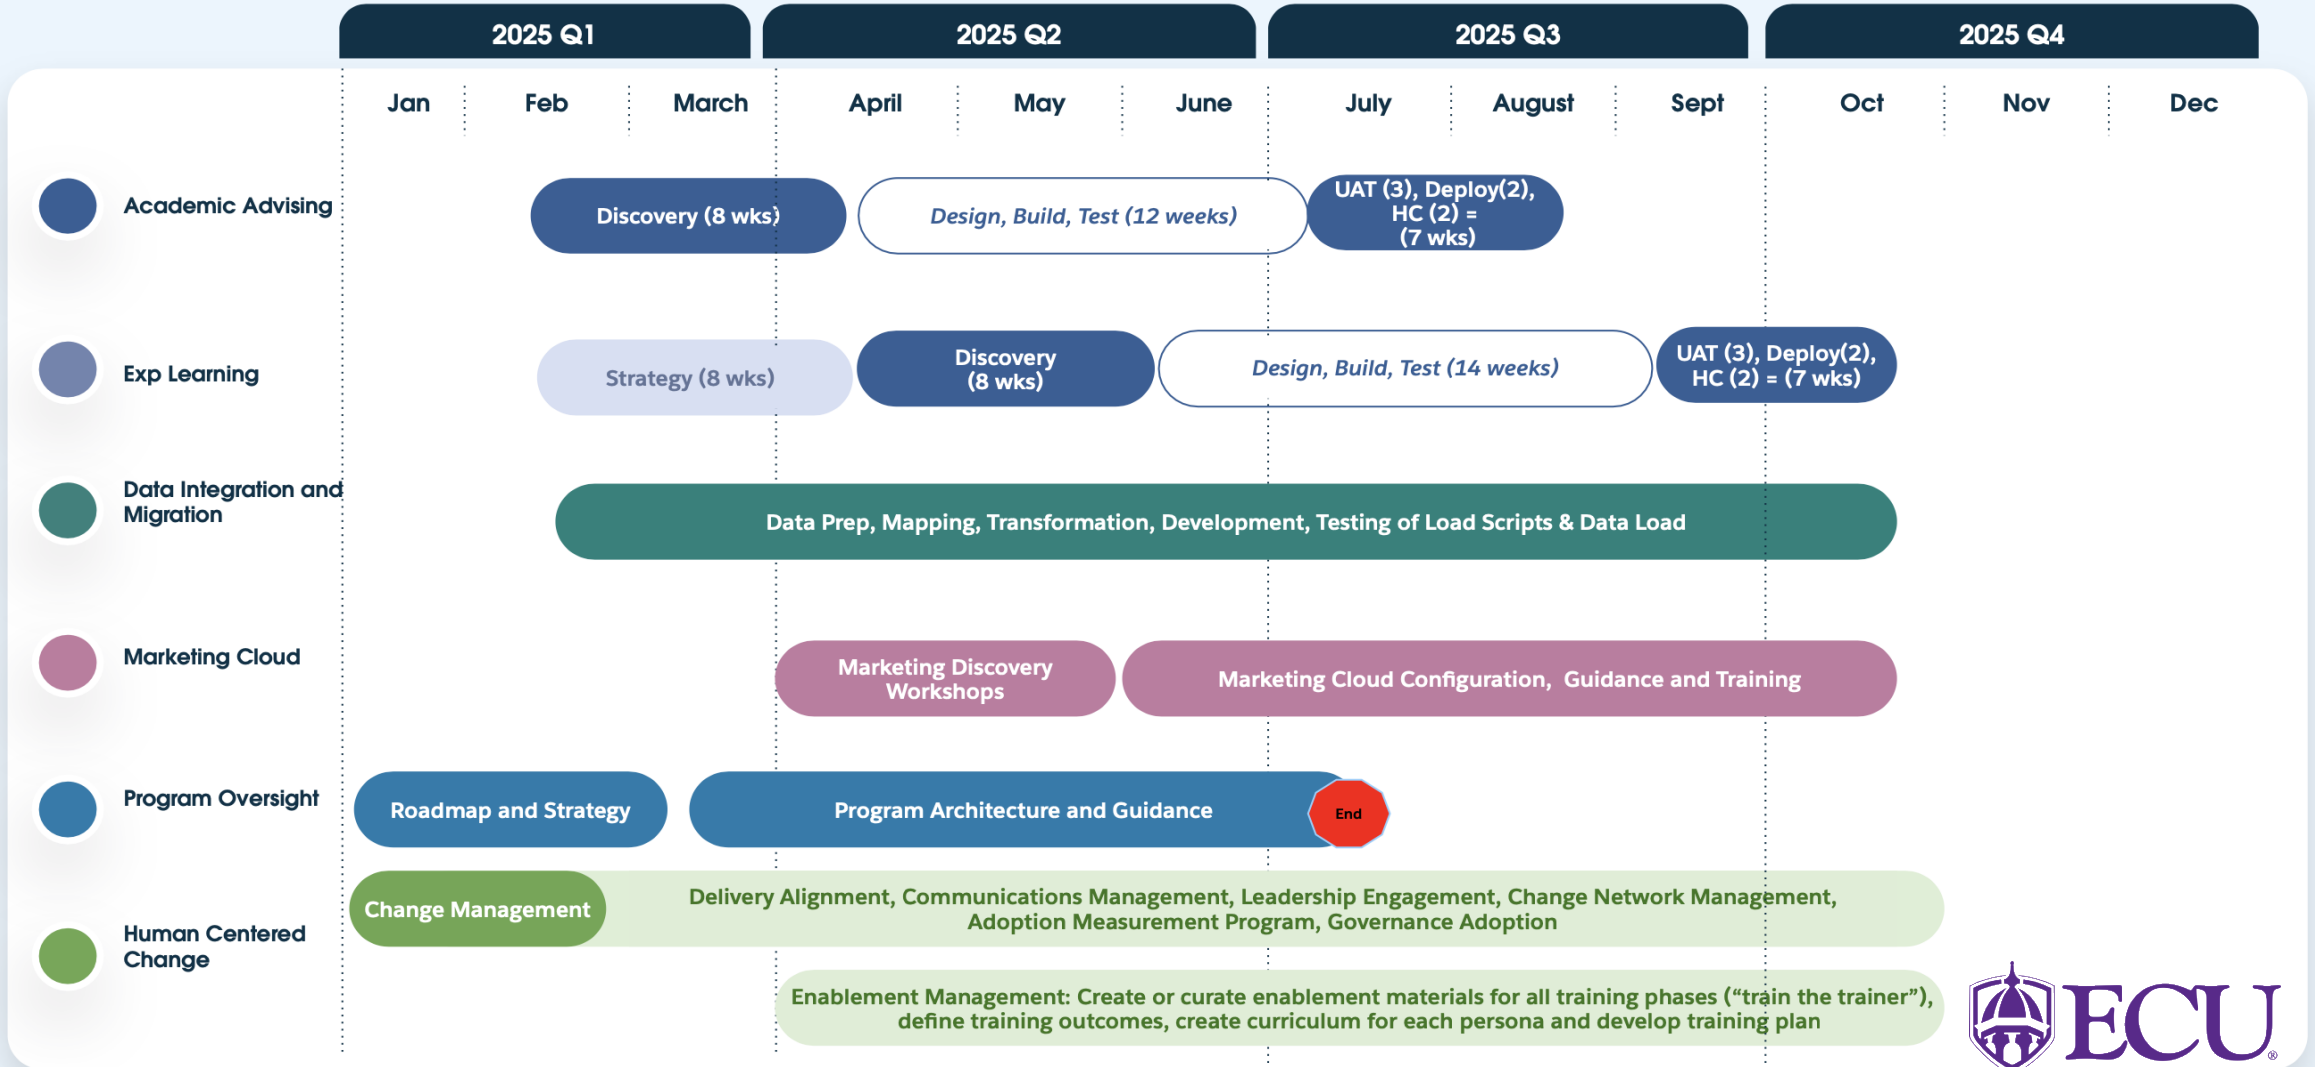 2025 Q1
2025 Q2
2025 Q3
2025 Q4
Jan
Feb
March
April
May
June
July
August
Sept
Oct
Nov
Dec
Academic Advising
Discovery (8 wks)
Design, Build, Test (12 weeks)
UAT (3), Deploy(2),
HC (2) =
(7 wks)
Exp Learning
Strategy (8 wks)
Discovery
(8 wks)
Design, Build, Test (14 weeks)
UAT (3), Deploy(2),
HC (2) = (7 wks)
Data Integration and
Migration
Data Prep, Mapping, Transformation, Development, Testing of Load Scripts & Data Load
Marketing Cloud
Marketing Discovery
Workshops
Marketing Cloud Configuration,  Guidance and Training
Program Oversight
Roadmap and Strategy
Program Architecture and Guidance
End
Human Centered
Change
Change Management
Delivery Alignment, Communications Management, Leadership Engagement, Change Network Management,
Adoption Measurement Program, Governance Adoption
Enablement Management: Create or curate enablement materials for all training phases (“train the trainer”),
define training outcomes, create curriculum for each persona and develop training plan
ECU®